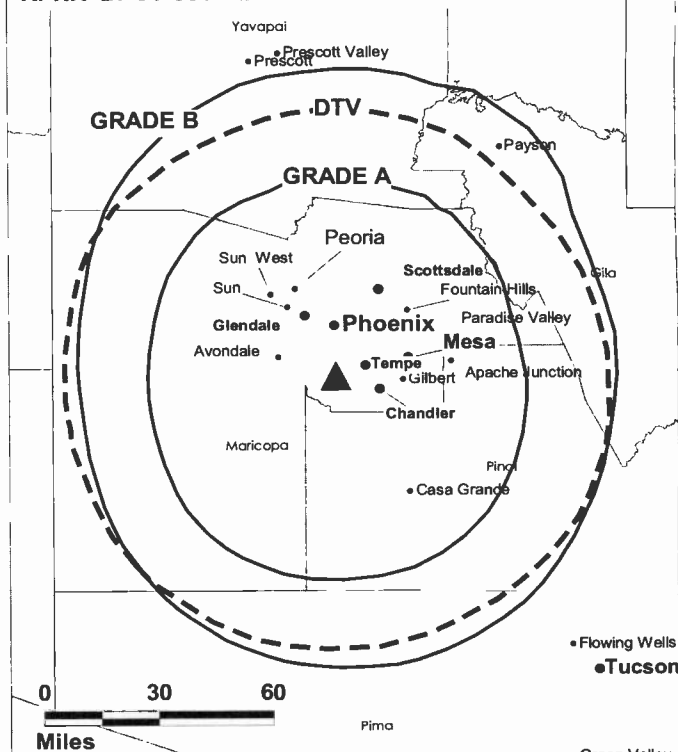 Yavapai
Prescott Valley
Prescott
GRADE B
DTV
Payson
GRADE A
Peoria
Sun West
Scottsdale
Gila
Sun
Fountain Hills
Glendale
Phoenix
Paradise Valley
Mesa
Avondale
Tempe
Apache Junction
Gilbert
Chandler
Maricopa
Pinal
Casa Grande
Flowing Wells
Tucson
0 30 60
Miles
Pima